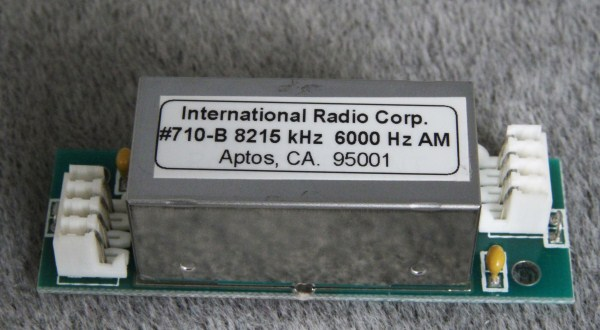 International Radio Corp.
#710-B 8215 kHz 6000 Hz AM
Aptos, CA. 95001